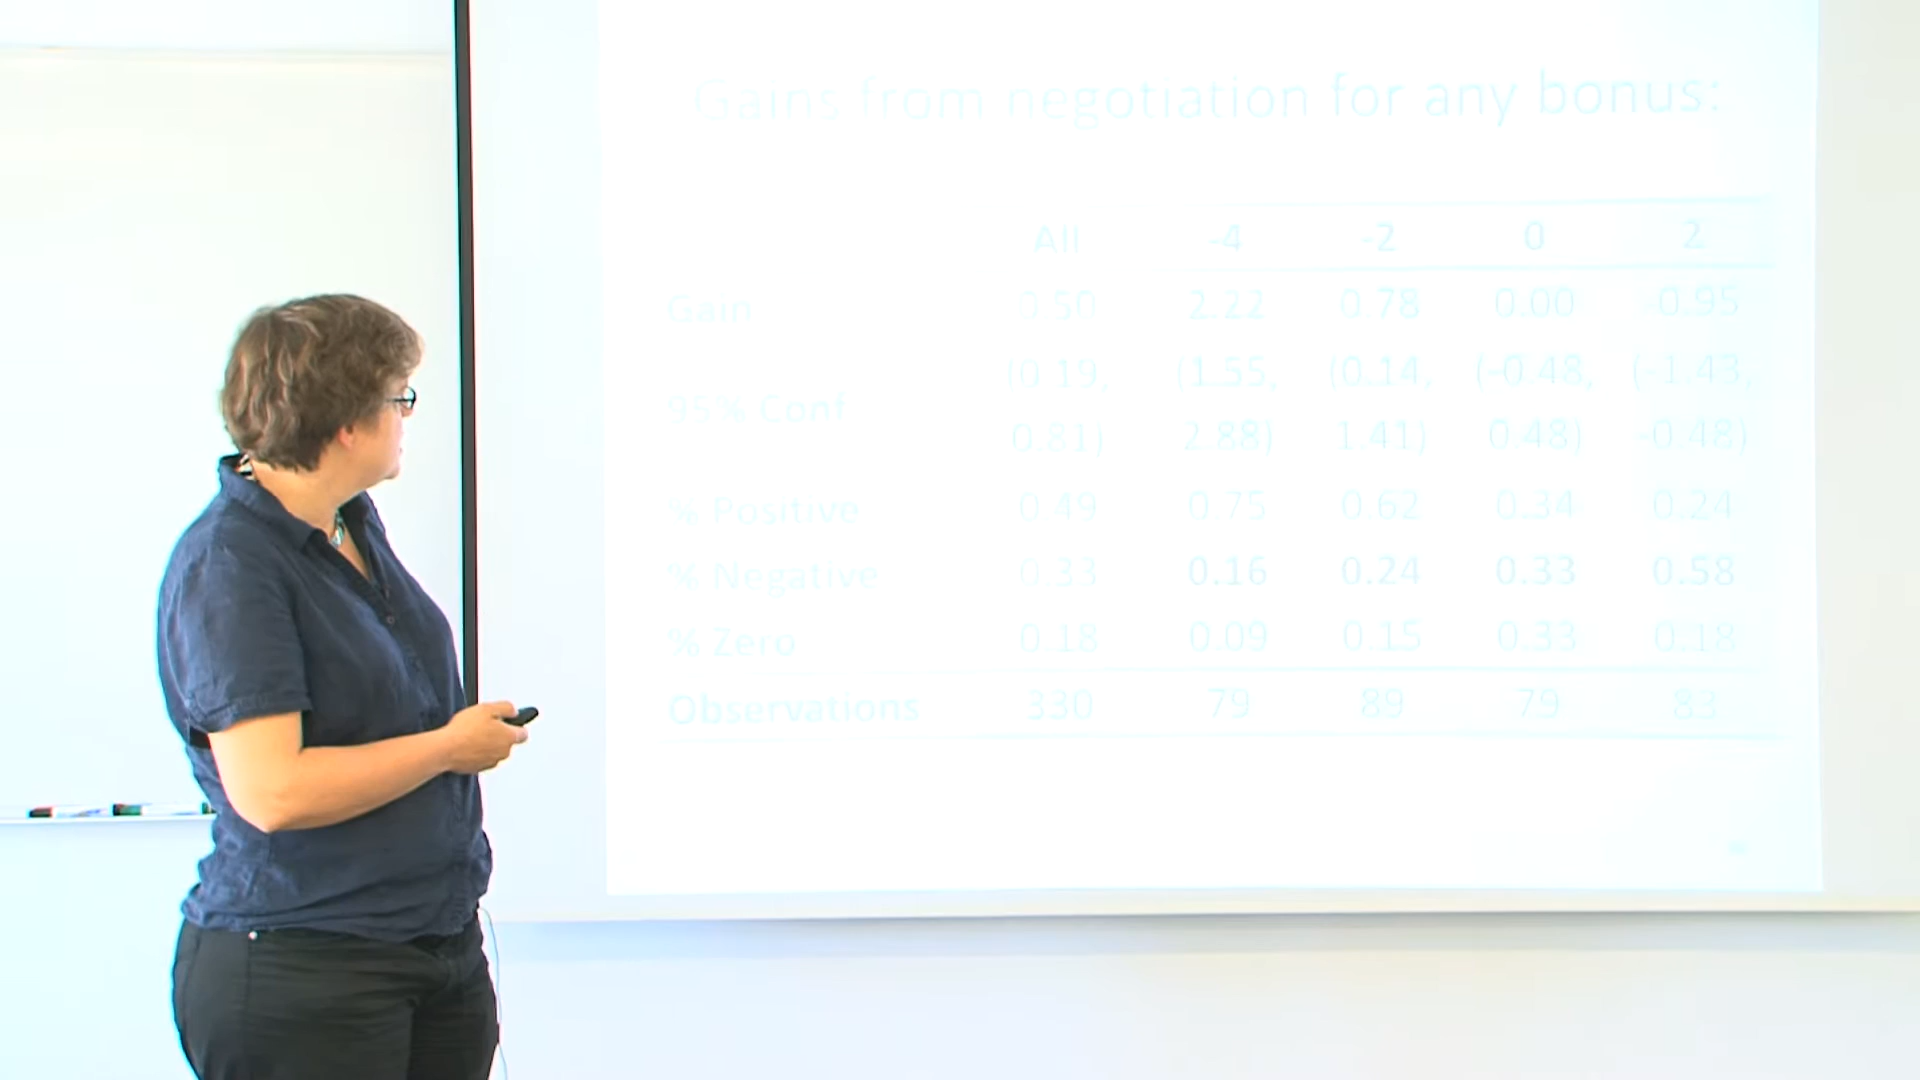 Gains from negotiation for any bonus:
All -4 -2 0 2
Gain 0.50 2.22 0.78 0.00 -0.95
95% Conf (0.19, 0.81) (1.55, 2.88) (0.14, 1.41) (-0.48, 0.48) (-1.43, -0.48)
% Positive 0.49 0.75 0.62 0.34 0.24
% Negative 0.33 0.16 0.24 0.33 0.58
% Zero 0.18 0.09 0.15 0.33 0.18
Observations 330 79 89 79 83